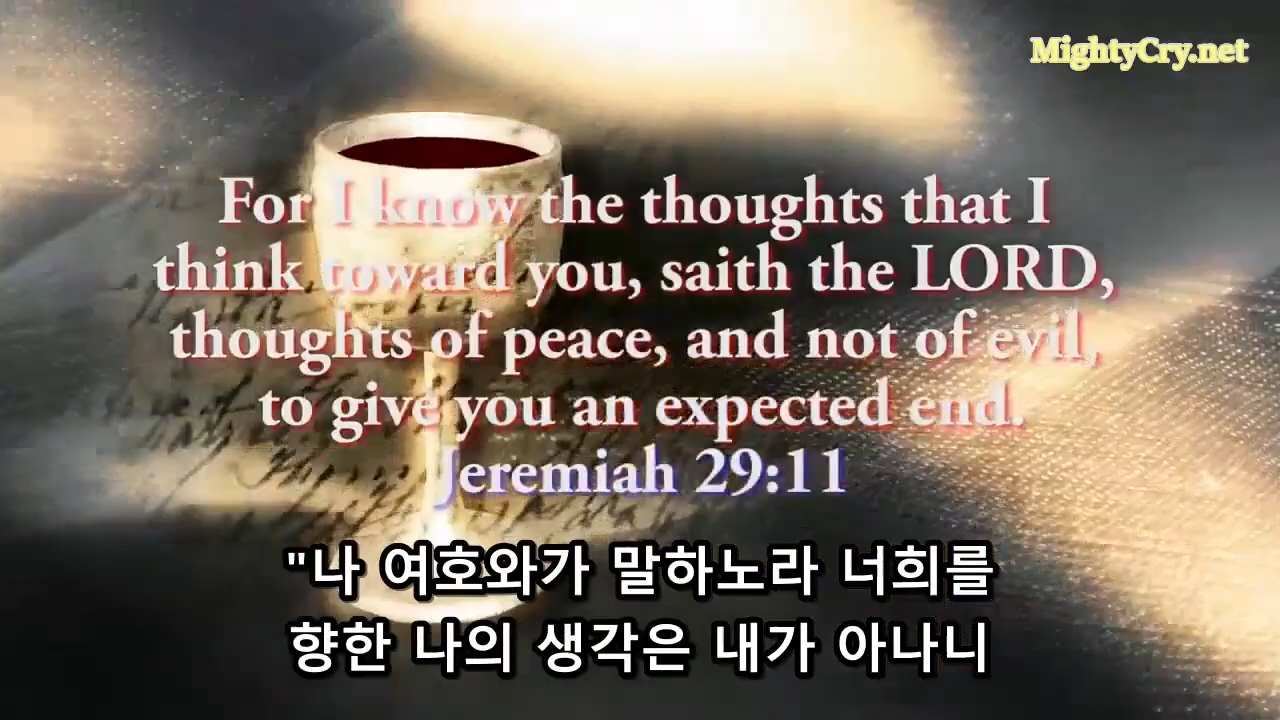 MightyCry.net
For I know the thoughts that I
think toward you, saith the LORD,
thoughts of peace, and not of evil,
to give you an expected end.
Jeremiah 29:11
"나 여호와가 말하노라 너희를
향한 나의 생각은 내가 아나니